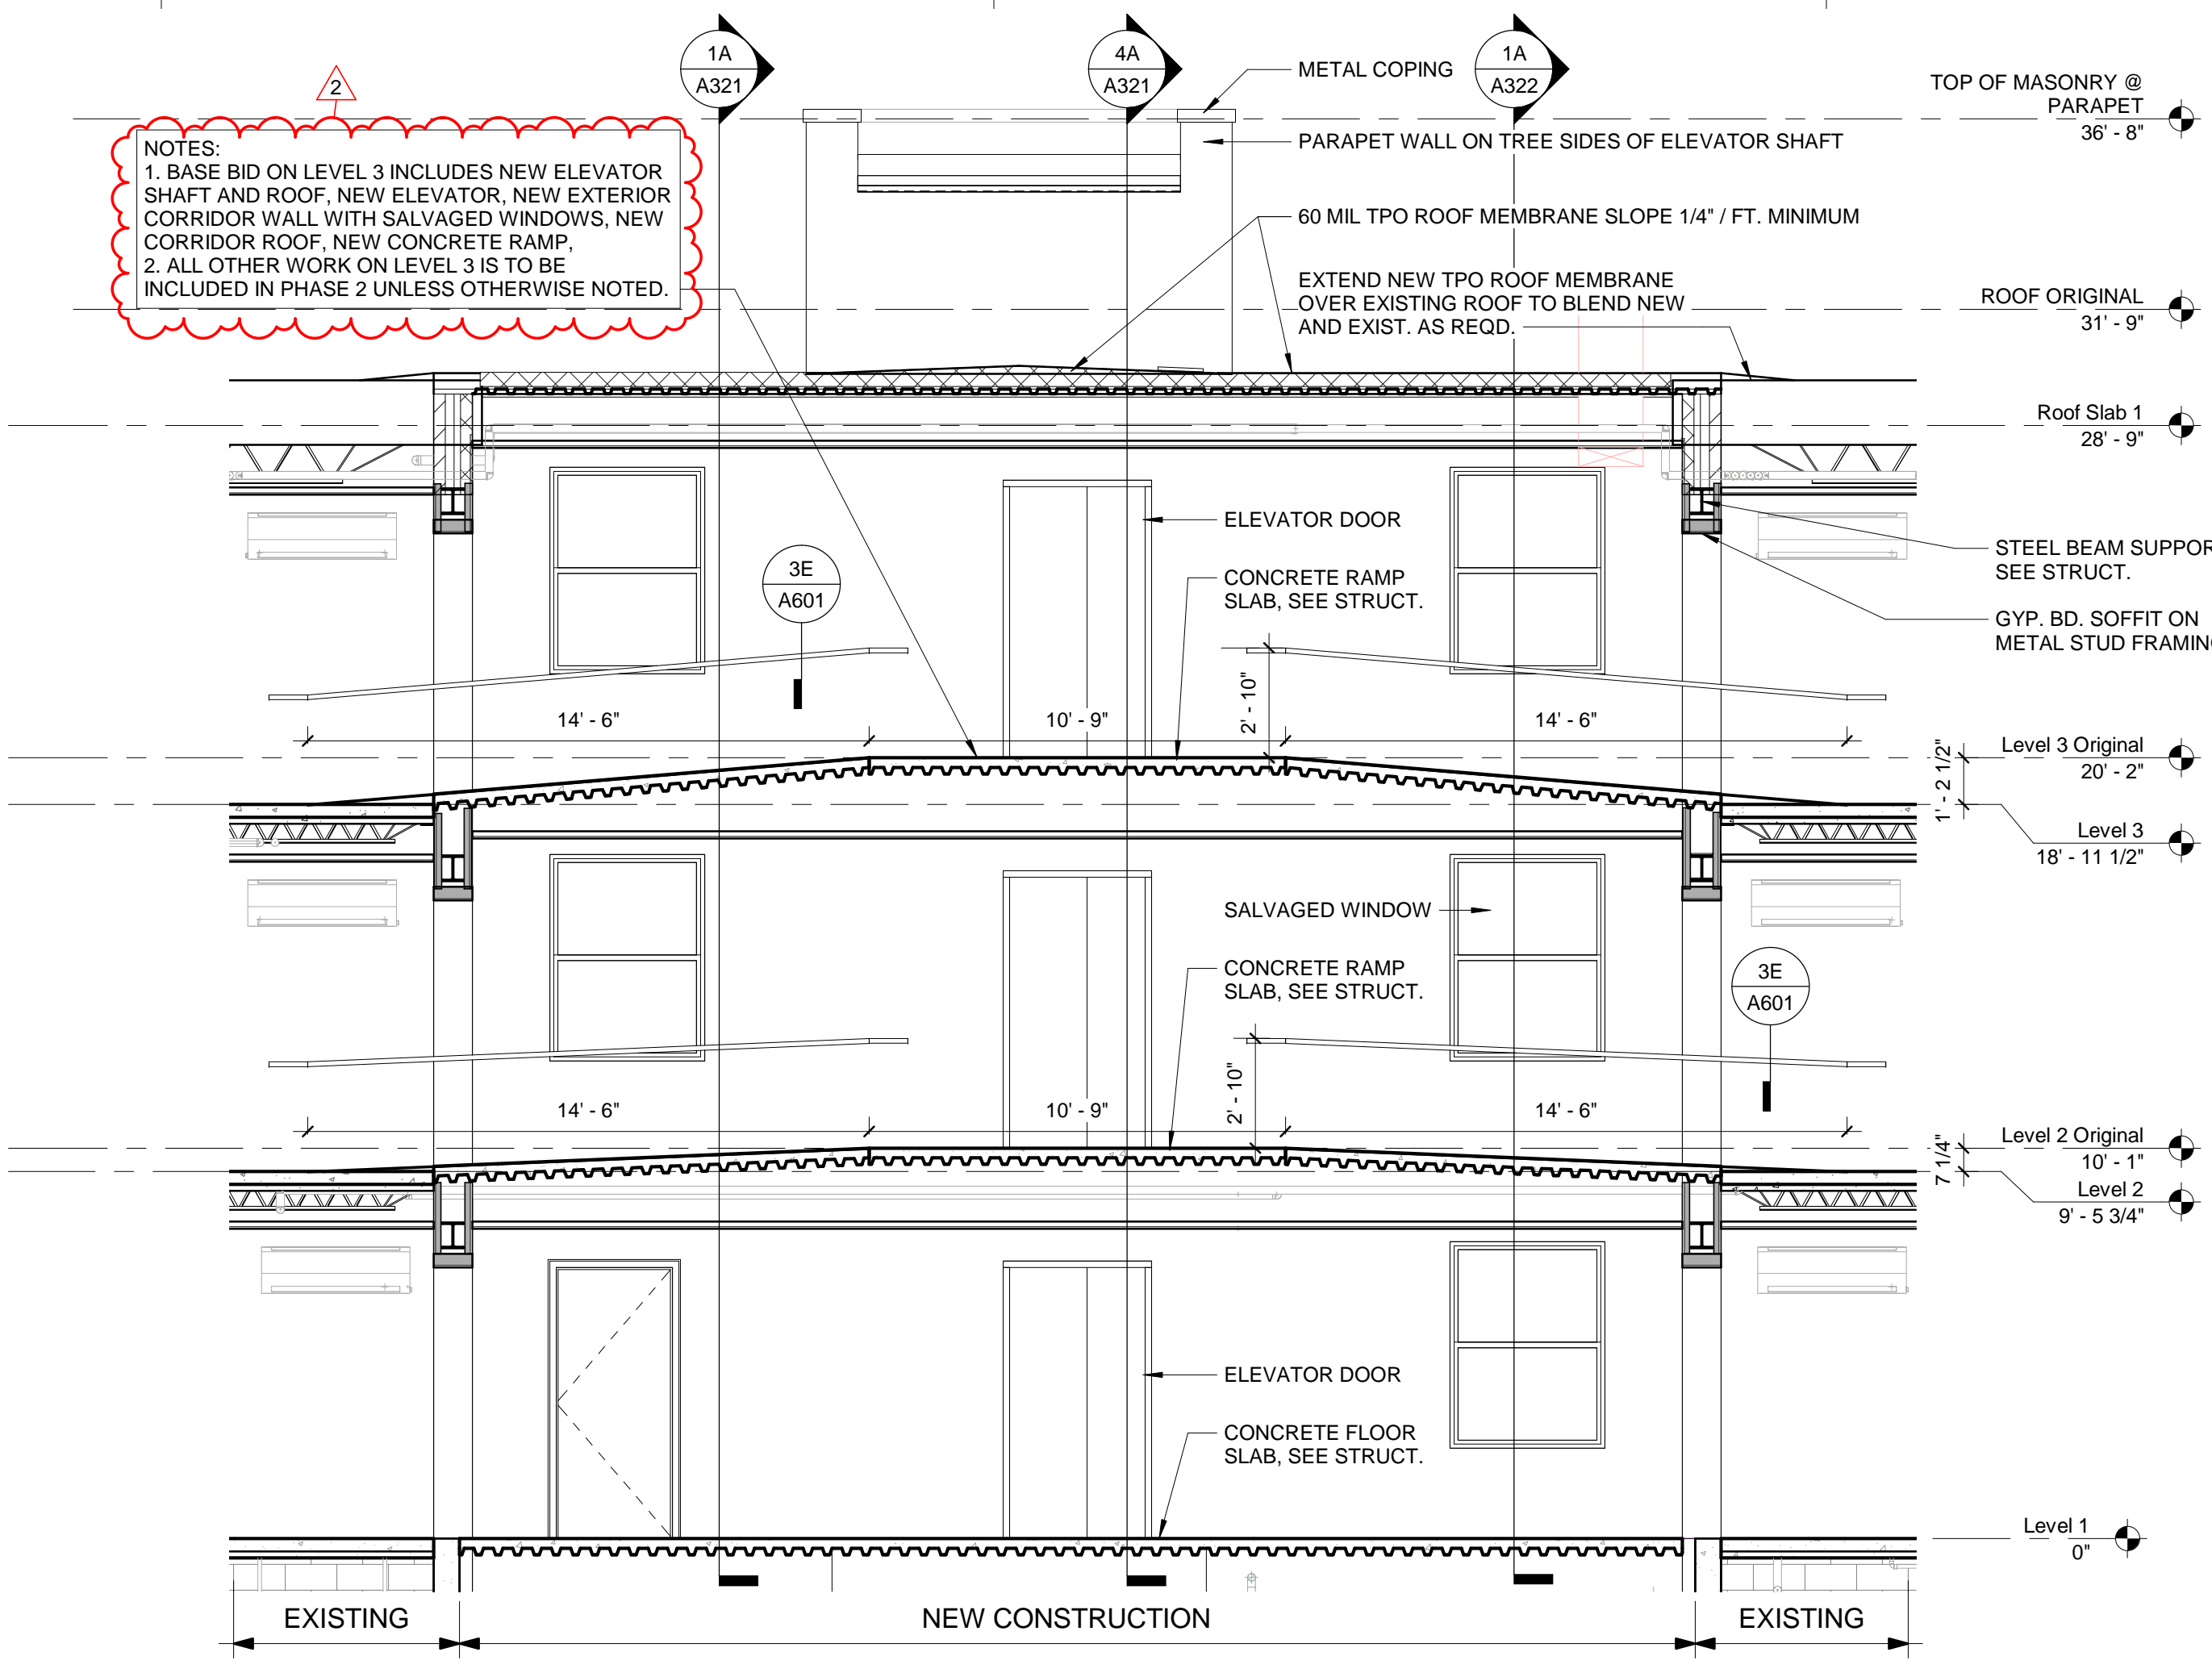 1A
A321
4A
A321
1A
A322
METAL COPING
TOP OF MASONRY @
PARAPET
36' - 8"
2
NOTES:
1. BASE BID ON LEVEL 3 INCLUDES NEW ELEVATOR
SHAFT AND ROOF, NEW ELEVATOR, NEW EXTERIOR
CORRIDOR WALL WITH SALVAGED WINDOWS, NEW
CORRIDOR ROOF, NEW CONCRETE RAMP,
2. ALL OTHER WORK ON LEVEL 3 IS TO BE
INCLUDED IN PHASE 2 UNLESS OTHERWISE NOTED.
PARAPET WALL ON TREE SIDES OF ELEVATOR SHAFT
60 MIL TPO ROOF MEMBRANE SLOPE 1/4" / FT. MINIMUM
EXTEND NEW TPO ROOF MEMBRANE
OVER EXISTING ROOF TO BLEND NEW
AND EXIST. AS REQD.
ROOF ORIGINAL
31' - 9"
Roof Slab 1
28' - 9"
ELEVATOR DOOR
STEEL BEAM SUPPOR
SEE STRUCT.
3E
A601
CONCRETE RAMP
SLAB, SEE STRUCT.
GYP. BD. SOFFIT ON
METAL STUD FRAMING
14' - 6"
10' - 9"
2' - 10"
14' - 6"
Level 3 Original
20' - 2"
1' - 2 1/2"
Level 3
18' - 11 1/2"
SALVAGED WINDOW
CONCRETE RAMP
SLAB, SEE STRUCT.
3E
A601
14' - 6"
10' - 9"
2' - 10"
14' - 6"
Level 2 Original
10' - 1"
7 1/4"
Level 2
9' - 5 3/4"
ELEVATOR DOOR
CONCRETE FLOOR
SLAB, SEE STRUCT.
Level 1
0"
EXISTING
NEW CONSTRUCTION
EXISTING